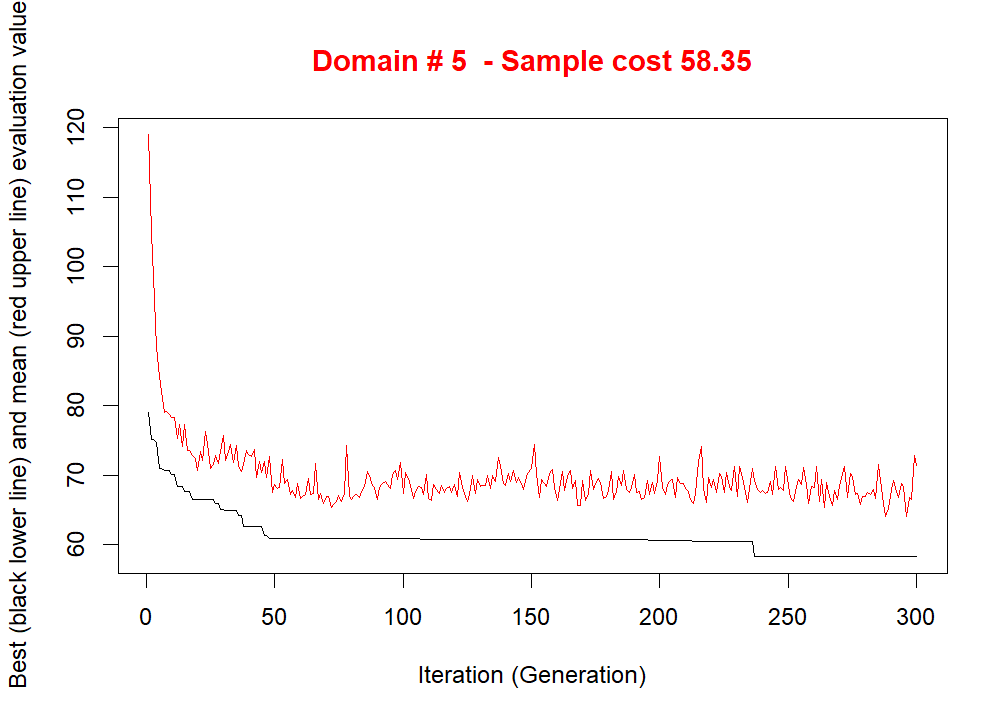 Domain # 5  - Sample cost 58.35
Best (black lower line) and mean (red upper line) evaluation value
120
110
100
90
80
70
60
0 50 100 150 200 250 300
Iteration (Generation)